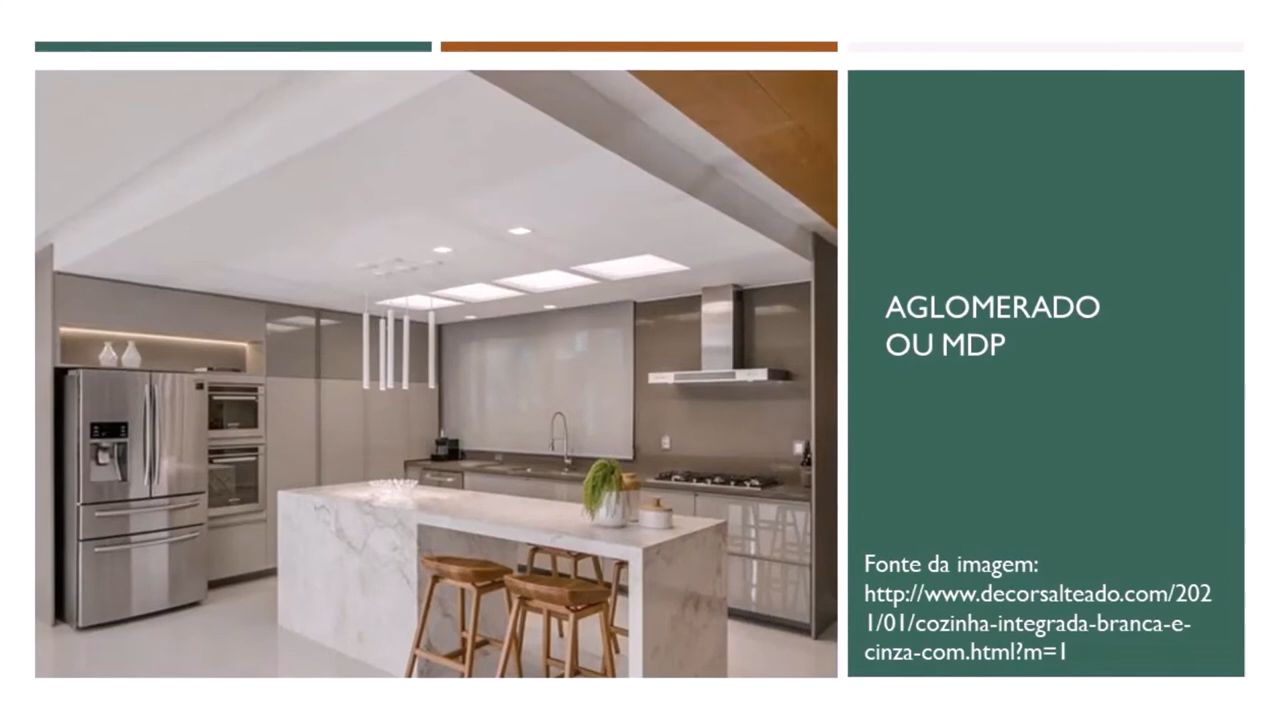 AGLOMERADO
OU MDP
Fonte da imagem:
http://www.decorsalteado.com/202
1/01/cozinha-integrada-branca-e-
cinza-com.html?m=1